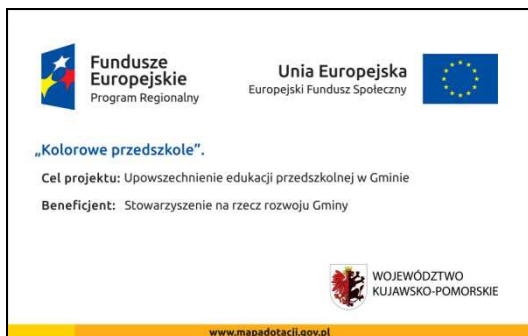 Fundusze
Europejskie
Program Regionalny
Unia Europejska
Europejski Fundusz Społeczny
„Kolorowe przedszkole”.
Cel projektu: Upowszechnienie edukacji przedszkolnej w Gminie
Beneficjent: Stowarzyszenie na rzecz rozwoju Gminy
WOJEWÓDZTWO
KUJAWSKO-POMORSKIE
www.mapadotacji.gov.pl